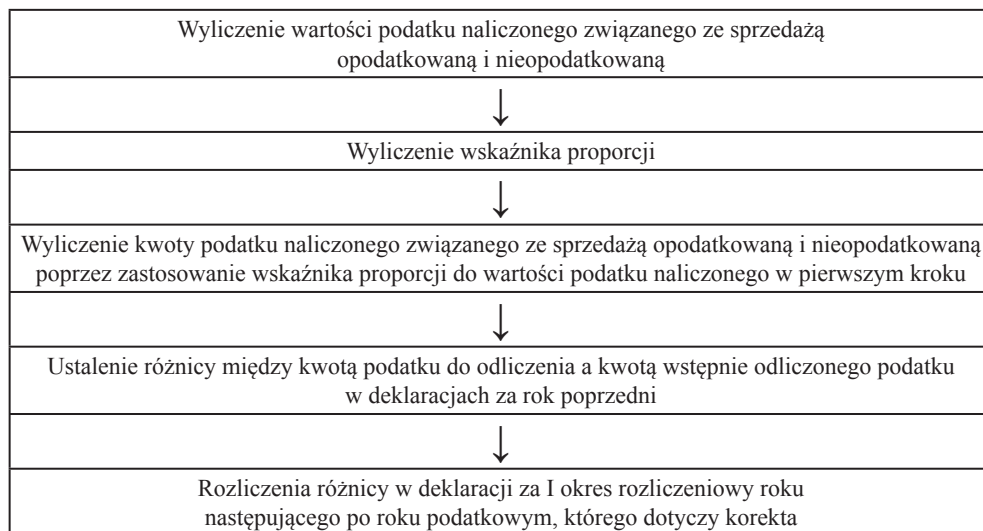 Wyliczenie wartości podatku naliczonego związanego ze sprzedażą
opodatkowaną i nieopodatkowaną
↓
Wyliczenie wskaźnika proporcji
↓
Wyliczenie kwoty podatku naliczonego związanego ze sprzedażą opodatkowaną i nieopodatkowaną
poprzez zastosowanie wskaźnika proporcji do wartości podatku naliczonego w pierwszym kroku
↓
Ustalenie różnicy między kwotą podatku do odliczenia a kwotą wstępnie odliczonego podatku
w deklaracjach za rok poprzedni
↓
Rozliczenia różnicy w deklaracji za I okres rozliczeniowy roku
następującego po roku podatkowym, którego dotyczy korekta